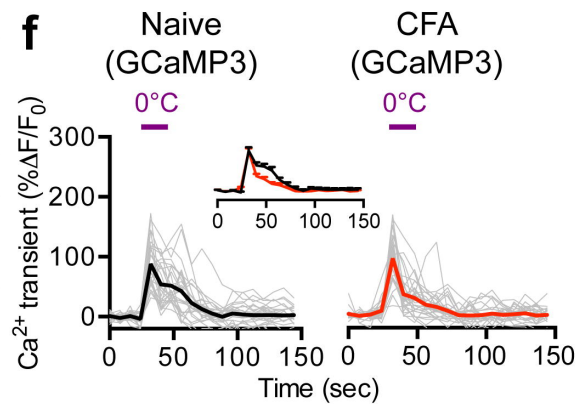 f
Naive
(GCaMP3)
CFA
(GCaMP3)
0°C
0°C
Ca2+ transient (%ΔF/F0)
300
200
100
0
0 50 100 150
0 50 100 150
0 50 100 150
Time (sec)